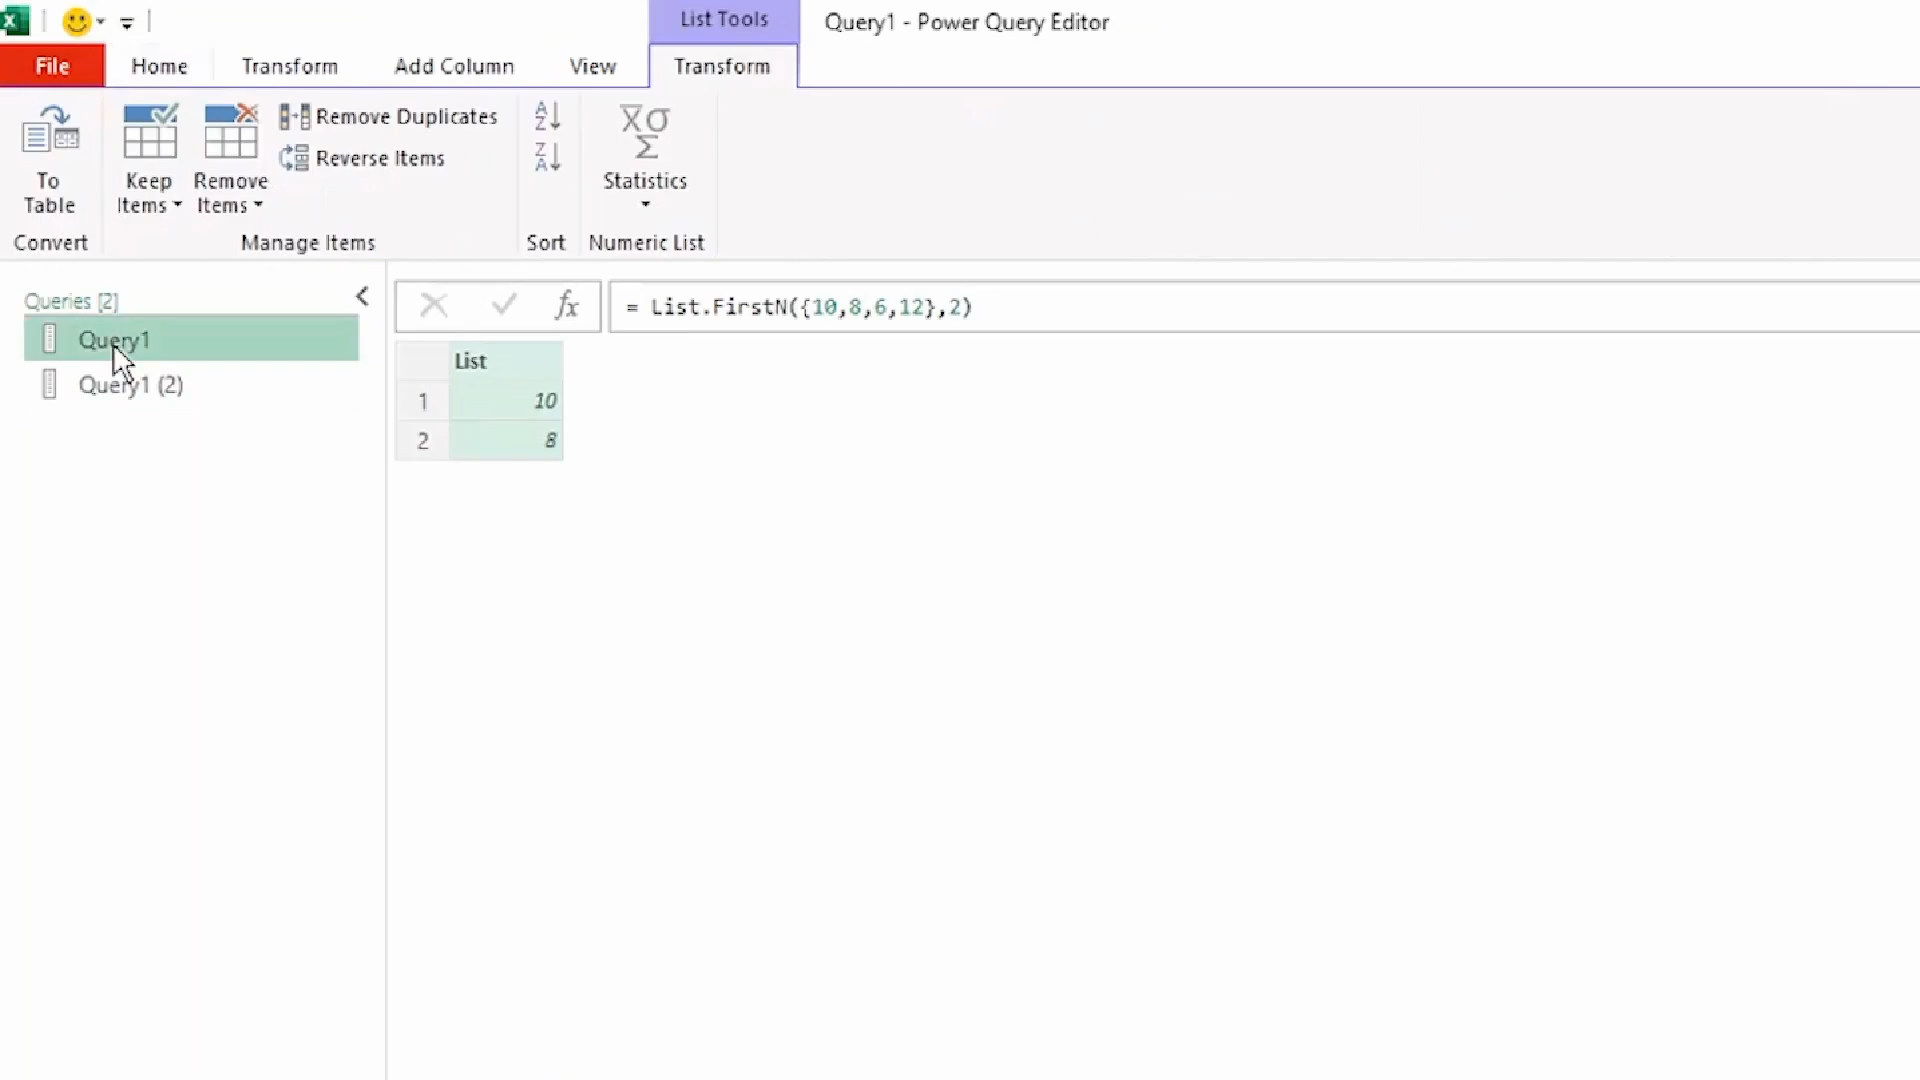 List Tools
Query1 - Power Query Editor
File
Home
Transform
Add Column
View
Transform
To
Table
Keep
Items
Remove
Items
Remove Duplicates
Reverse Items
Statistics
Convert
Manage Items
Sort
Numeric List
Queries [2]
Query1
Query1 (2)
fx
= List.FirstN({10,8,6,12},2)
List
1 10
2 8